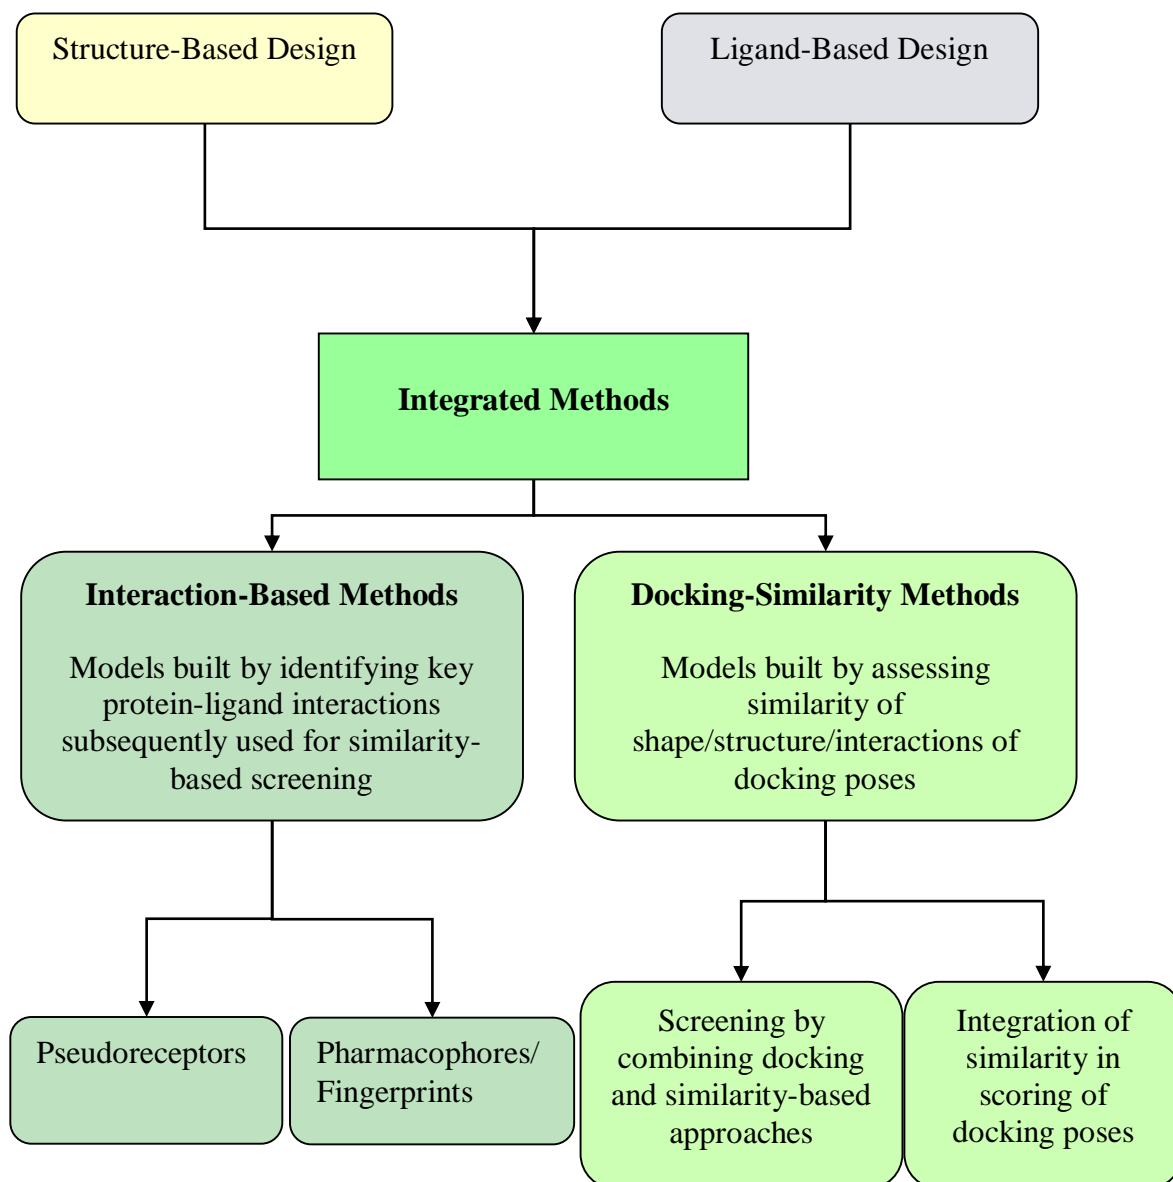 Structure-Based Design
Ligand-Based Design
Integrated Methods
Interaction-Based Methods
Models built by identifying key
protein-ligand interactions
subsequently used for similarity-
based screening
Docking-Similarity Methods
Models built by assessing
similarity of
shape/structure/interactions of
docking poses
Pseudoreceptors
Pharmacophores/
Fingerprints
Screening by
combining docking
and similarity-based
approaches
Integration of
similarity in
scoring of
docking poses